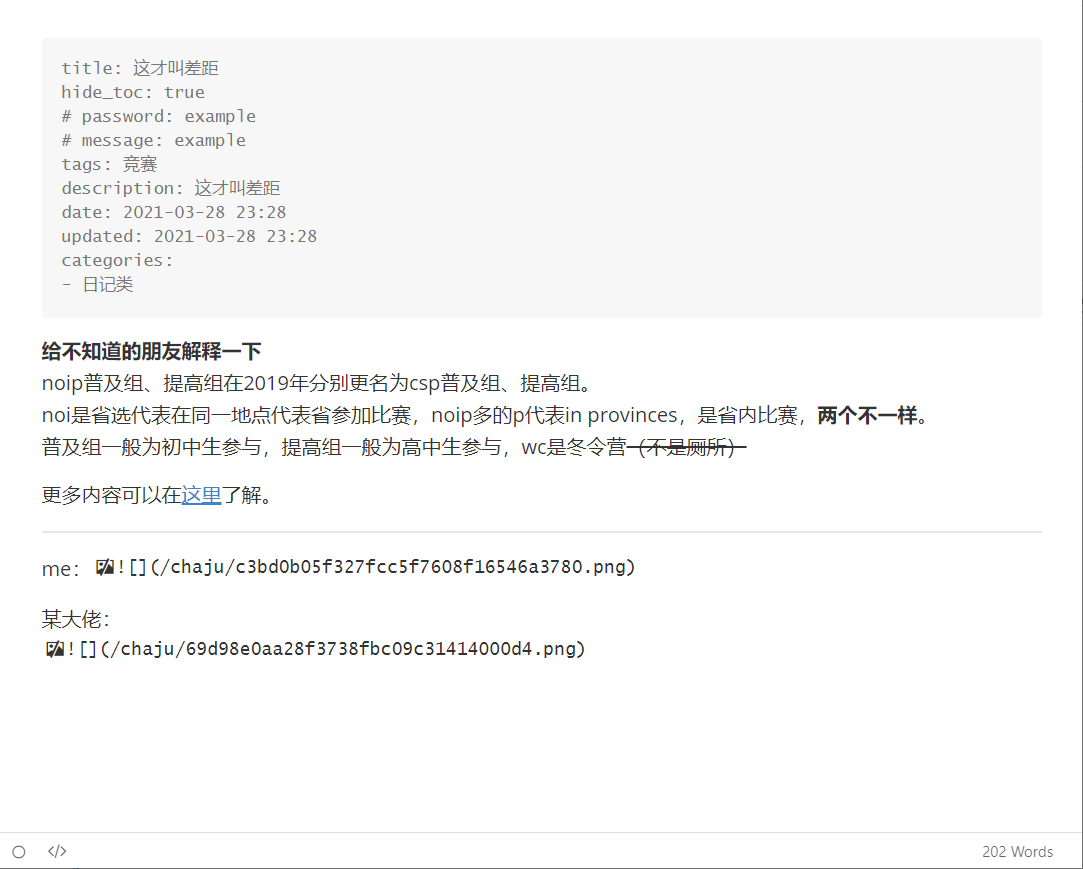 title: 这才叫差距
hide_toc: true
# password: example
# message: example
tags: 竞赛
description: 这才叫差距
date: 2021-03-28 23:28
updated: 2021-03-28 23:28
categories:
- 日记类
给不知道的朋友解释一下
noip普及组、提高组在2019年分别更名为csp普及组、提高组。
noi是省选代表在同一地点代表省参加比赛，noip多的p代表in provinces，是省内比赛，两个不一样。
普及组一般为初中生参与，提高组一般为高中生参与，wc是冬令营（不是厕所）
更多内容可以在这里了解。
me： ![](/chaju/c3bd0b05f327fcc5f7608f16546a3780.png)
某大佬：
![](/chaju/69d98e0aa28f3738fbc09c31414000d4.png)
</> 202 Words